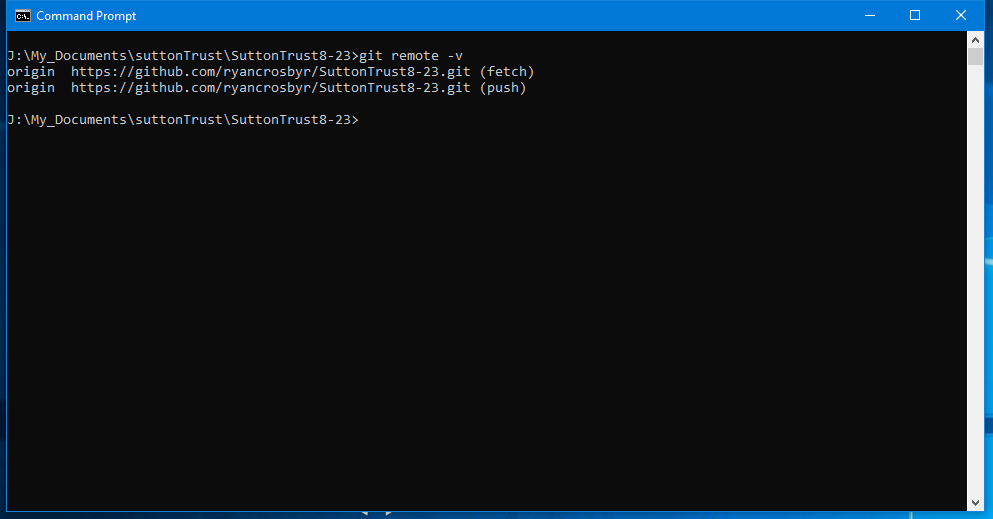 Command Prompt
J:\My_Documents\suttonTrust\SuttonTrust8-23>git remote -v
origin  https://github.com/ryancrosbyr/SuttonTrust8-23.git (fetch)
origin  https://github.com/ryancrosbyr/SuttonTrust8-23.git (push)
J:\My_Documents\suttonTrust\SuttonTrust8-23>